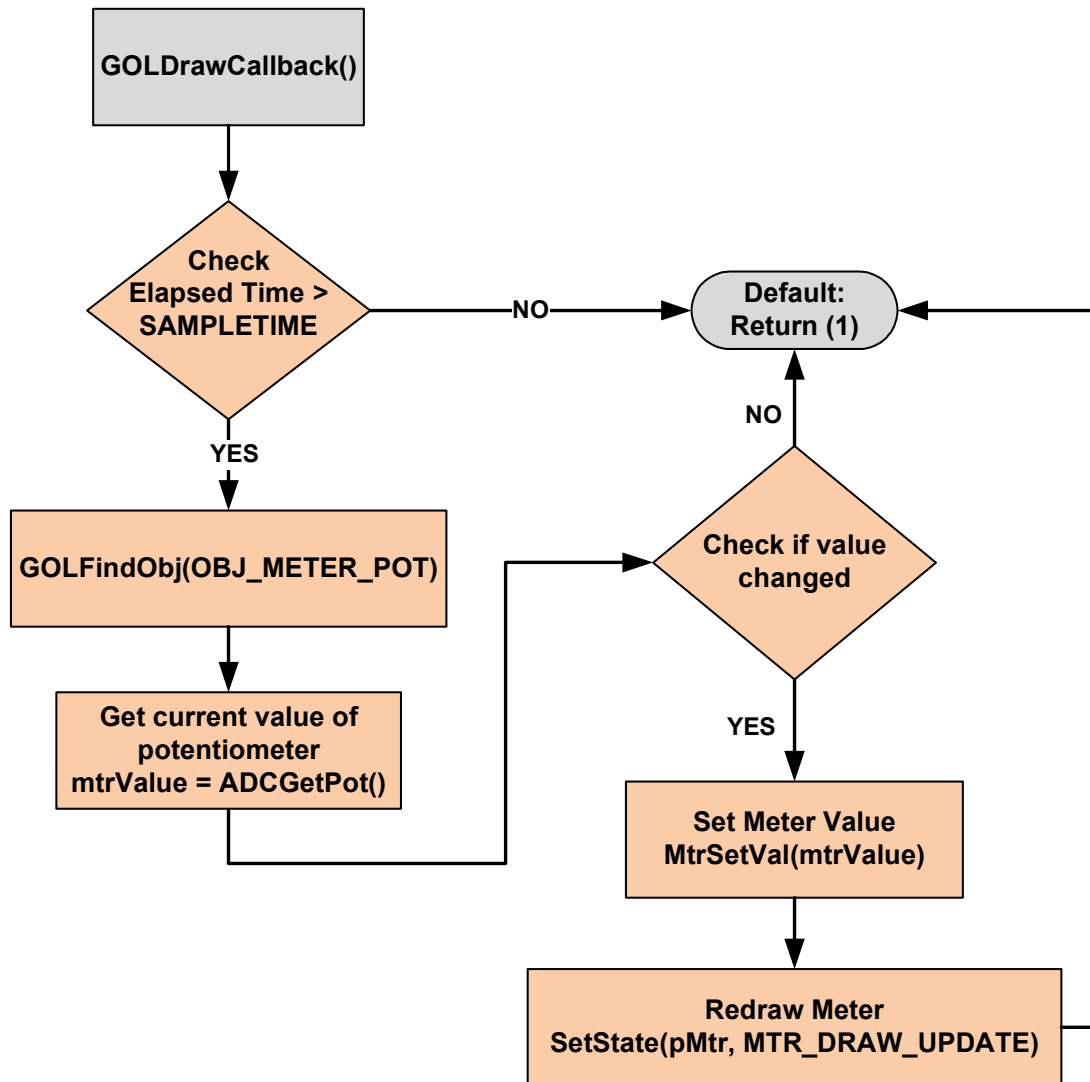 GOLDrawCallback()
Check
Elapsed Time >
SAMPLETIME
NO
Default:
Return (1)
YES
GOLFindObj(OBJ_METER_POT)
Get current value of
potentiometer
mtrValue = ADCGetPot()
NO
Check if value
changed
YES
Set Meter Value
MtrSetVal(mtrValue)
Redraw Meter
SetState(pMtr, MTR_DRAW_UPDATE)